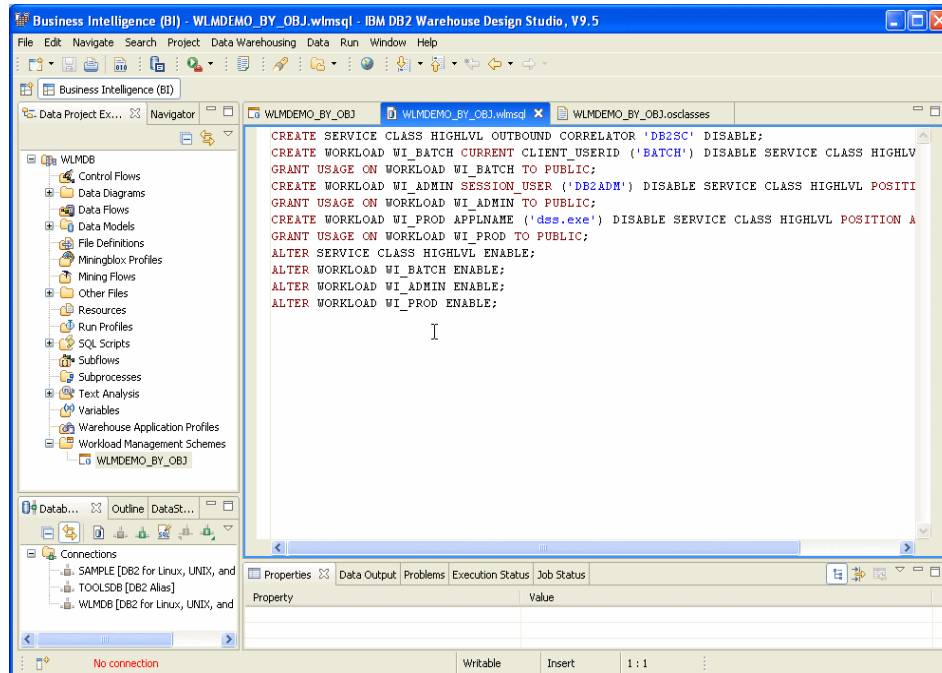 Business Intelligence (BI) - WLMDEMO_BY_OBJ.wlmsql - IBM DB2 Warehouse Design Studio, V9.5
File Edit Navigate Search Project Data Warehousing Data Run Window Help
Business Intelligence (BI)
Data Project Ex... Navigator
WLMDB
Control Flows
Data Diagrams
Data Flows
Data Models
File Definitions
Miningblox Profiles
Mining Flows
Other Files
Resources
Run Profiles
SQL Scripts
Subflows
Subprocesses
Text Analysis
Variables
Warehouse Application Profiles
Workload Management Schemes
WLMDEMO_BY_OBJ
WLMDEMO_BY_OBJ WLMDEMO_BY_OBJ.wlmsql WLMDEMO_BY_OBJ.osclasses
CREATE SERVICE CLASS HIGHLVL OUTBOUND CORRELATOR 'DB2SC' DISABLE;
CREATE WORKLOAD WI_BATCH CURRENT CLIENT_USERID ('BATCH') DISABLE SERVICE CLASS HIGHLV
GRANT USAGE ON WORKLOAD WI_BATCH TO PUBLIC;
CREATE WORKLOAD WI_ADMIN SESSION_USER ('DB2ADM') DISABLE SERVICE CLASS HIGHLVL POSITI
GRANT USAGE ON WORKLOAD WI_ADMIN TO PUBLIC;
CREATE WORKLOAD WI_PROD APPLNAME ('dss.exe') DISABLE SERVICE CLASS HIGHLVL POSITION A
GRANT USAGE ON WORKLOAD WI_PROD TO PUBLIC;
ALTER SERVICE CLASS HIGHLVL ENABLE;
ALTER WORKLOAD WI_BATCH ENABLE;
ALTER WORKLOAD WI_ADMIN ENABLE;
ALTER WORKLOAD WI_PROD ENABLE;
Datab... Outline DataSt...
Connections
SAMPLE [DB2 for Linux, UNIX, and
TOOLSDB [DB2 Alias]
WLMDB [DB2 for Linux, UNIX, and
Properties Data Output Problems Execution Status Job Status
Property Value
No connection Writable Insert 1 : 1